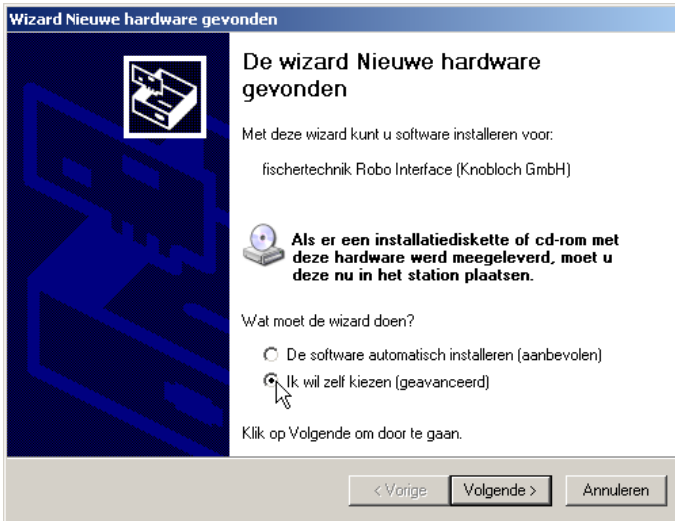 Wizard Nieuwe hardware gevonden
De wizard Nieuwe hardware
gevonden
Met deze wizard kunt u software installeren voor:
fischertechnik Robo Interface (Knobloch GmbH)
Als er een installatiediskette of cd-rom met
deze hardware werd meegeleverd, moet u
deze nu in het station plaatsen.
Wat moet de wizard doen?
De software automatisch installeren (aanbevolen)
Ik wil zelf kiezen (geavanceerd)
Klik op Volgende om door te gaan.
< Vorige Volgende > Annuleren